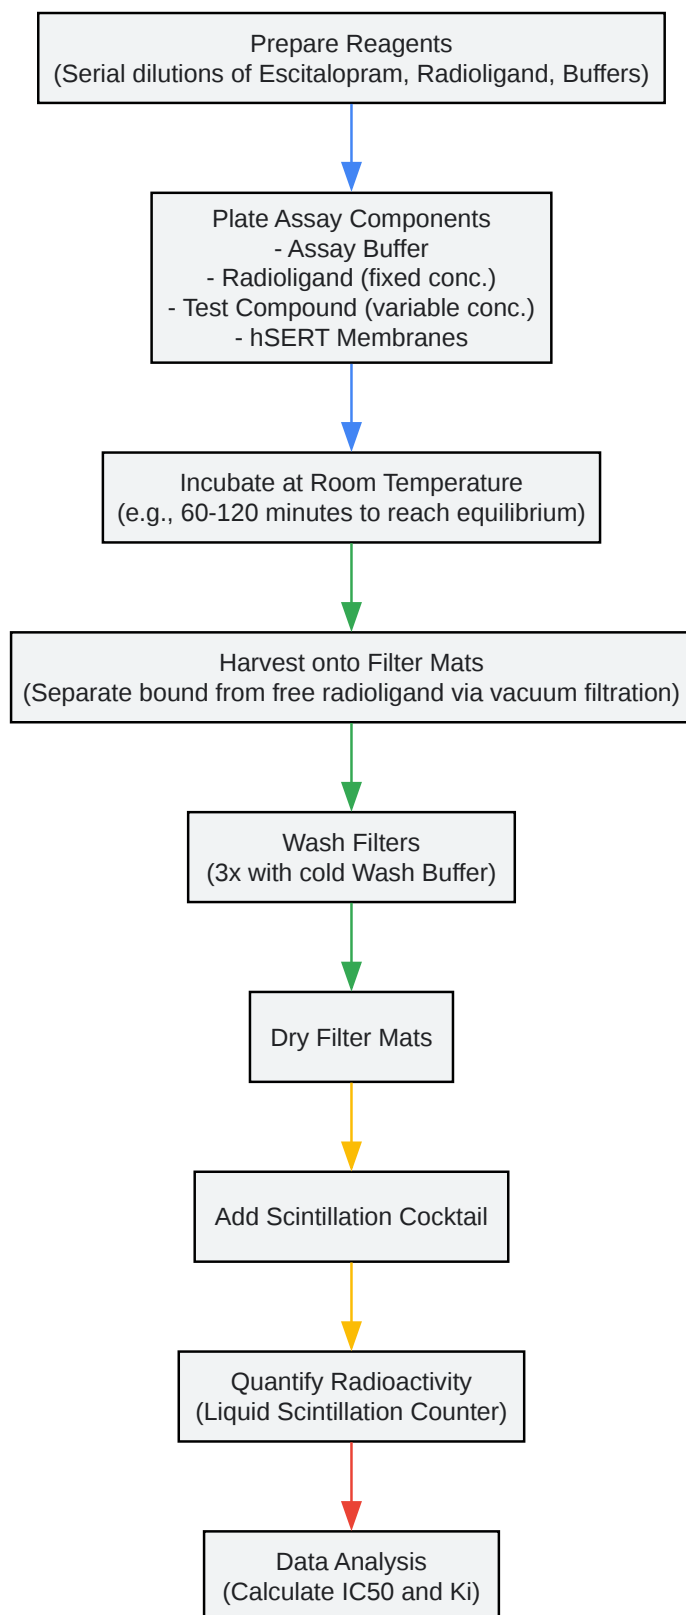 Prepare Reagents
(Serial dilutions of Escitalopram, Radioligand, Buffers)
Plate Assay Components
- Assay Buffer
- Radioligand (fixed conc.)
- Test Compound (variable conc.)
- hSERT Membranes
Incubate at Room Temperature
(e.g., 60-120 minutes to reach equilibrium)
Harvest onto Filter Mats
(Separate bound from free radioligand via vacuum filtration)
Wash Filters
(3x with cold Wash Buffer)
Dry Filter Mats
Add Scintillation Cocktail
Quantify Radioactivity
(Liquid Scintillation Counter)
Data Analysis
(Calculate IC50 and Ki)